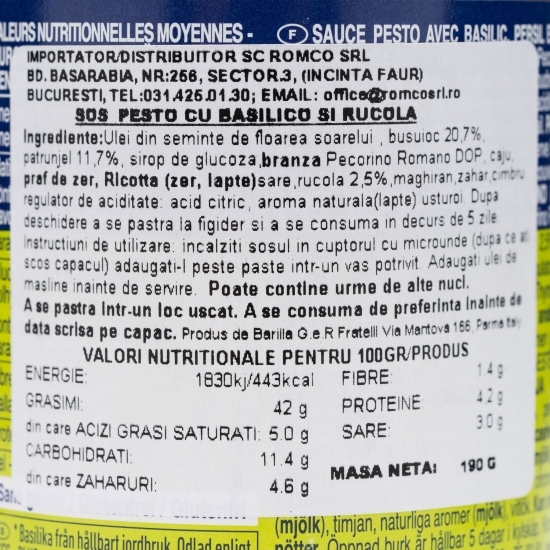 VALEURS NUTRITIONNELLES MOYENNES - F SAUCE PESTO AVEC BASILIC, PERSIL
IMPORTATOR/DISTRIBUITOR SC ROMCO SRL
BD. BASARABIA, NR:256, SECTOR.3, (INCINTA FAUR)
BUCURESTI, TEL:031.425.01.30; EMAIL: office@romcosrl.ro
SOS PESTO CU BASILICO SI RUCOLA
Ingrediente:Ulei din seminte de floarea soarelui , busuioc 20,7%,
patrunjel 11,7%, sirop de glucoza,branza Pecorino Romano DOP, caju,
praf de zer, Ricotta (zer, lapte)sare,rucola 2,5%,maghiran,zahar cimbru
regulator de aciditate: acid citric, aroma naturala(lapte) usturoi. Dupa
deschidere a se pastra la figider si a se consuma in decurs de 5 zile.
Instructiuni de utilizare: incalziti sosul in cuptorul cu microunde (dupa ce ati
scos capacul) adaugati-l peste paste intr-un vas potrivit. Adaugati ulei de
masline inainte de servire. Poate contine urme de alte nuci.
A se pastra intr-un loc uscat. A se consuma de preferinta inainte de
data scrisa pe capac. Produs de Barilla G.e.R Fratelli Via Mantova 166, Parma Italy
VALORI NUTRITIONALE PENTRU 100GR/PRODUS
ENERGIE: 1830kj/443kcal FIBRE: 1.4 g
GRASIMI: 42 g PROTEINE 4,2 g
din care ACIZI GRASI SATURATI: 5.0 g SARE: 3.0 g
CARBOHIDRATI: 11.4 g
din care ZAHARURI: 4.6 g MASA NETA: 190 G
(mjölk), timjan, naturliga aromer (mjölk),
*Basilika från hållbart jordbruk. Odlad enligt
nötter. Öppnad burk är hållbar 5 dagar i